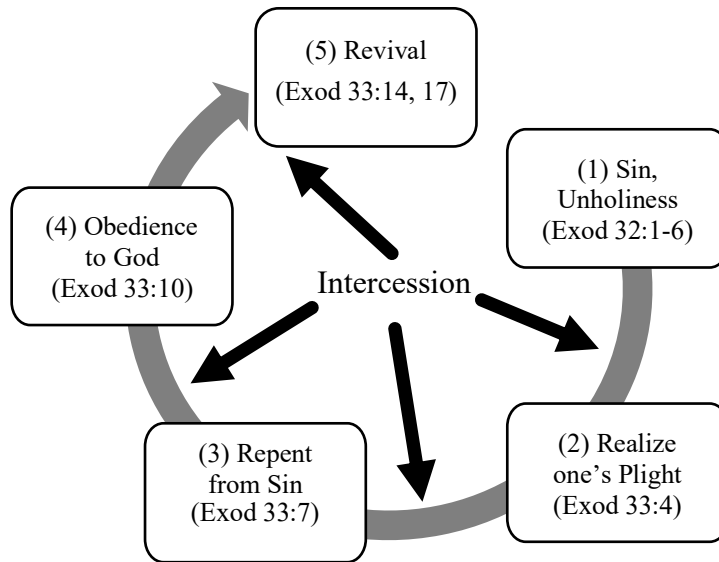 (5) Revival
(Exod 33:14, 17)
(1) Sin,
Unholiness
(Exod 32:1-6)
(4) Obedience
to God
(Exod 33:10)
Intercession
(3) Repent
from Sin
(Exod 33:7)
(2) Realize
one’s Plight
(Exod 33:4)